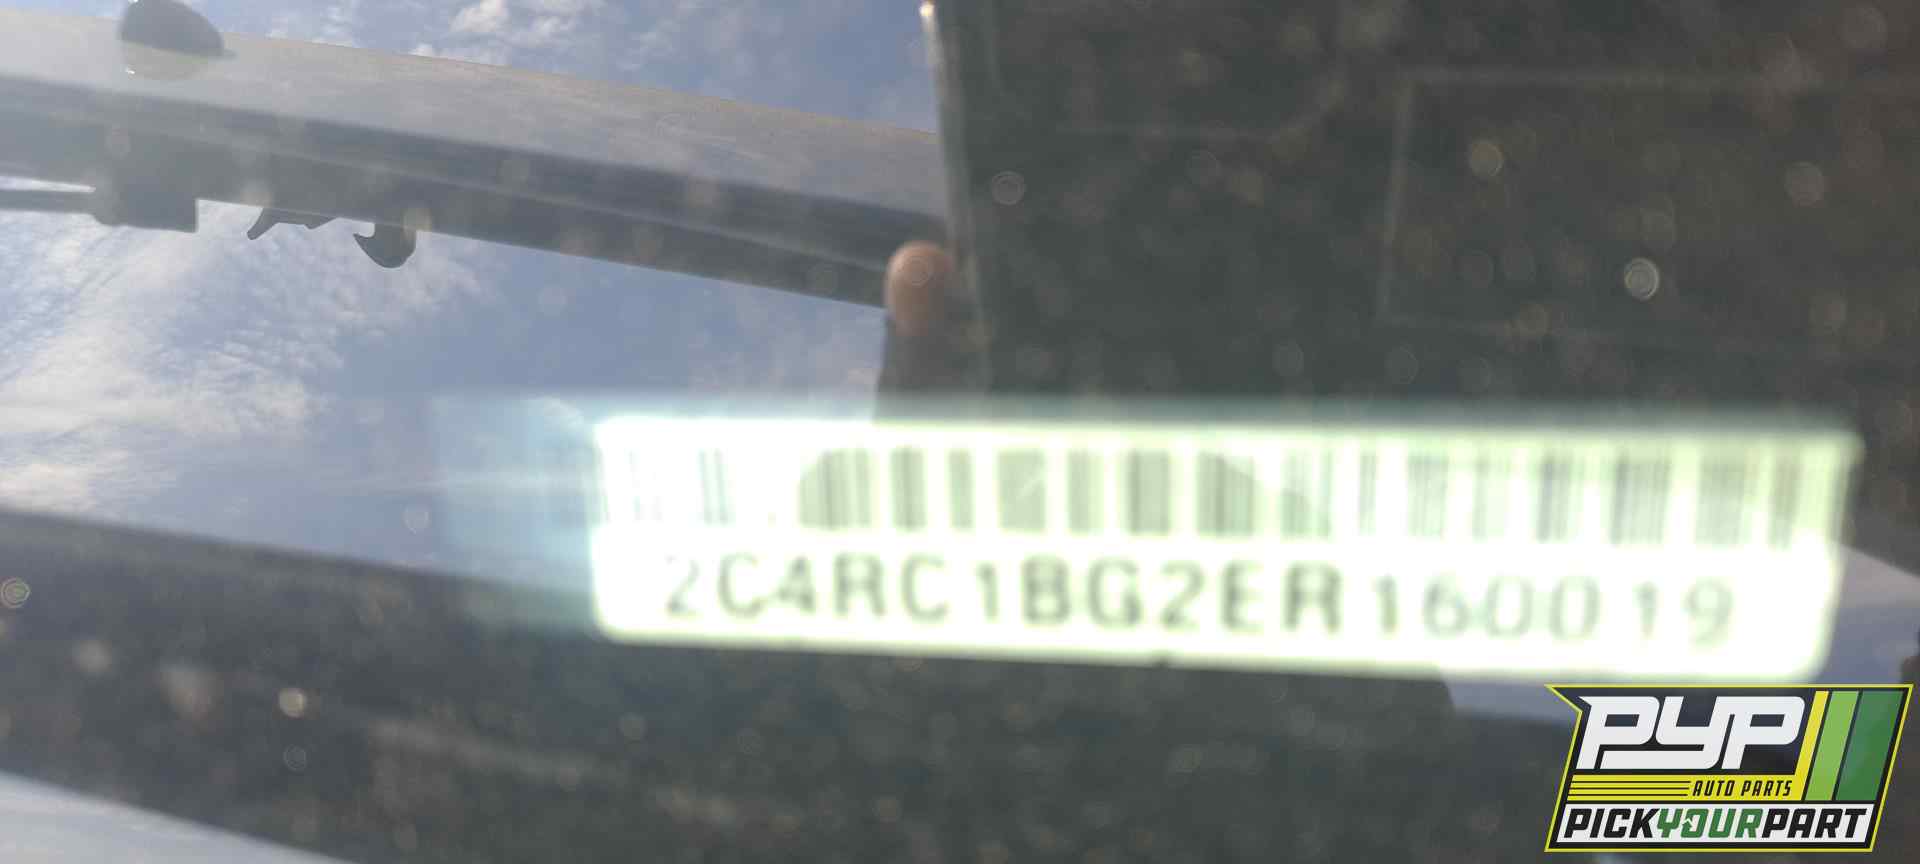 2C4RC1BG2ER160019
PYP
AUTO PARTS
PICKYOURPART